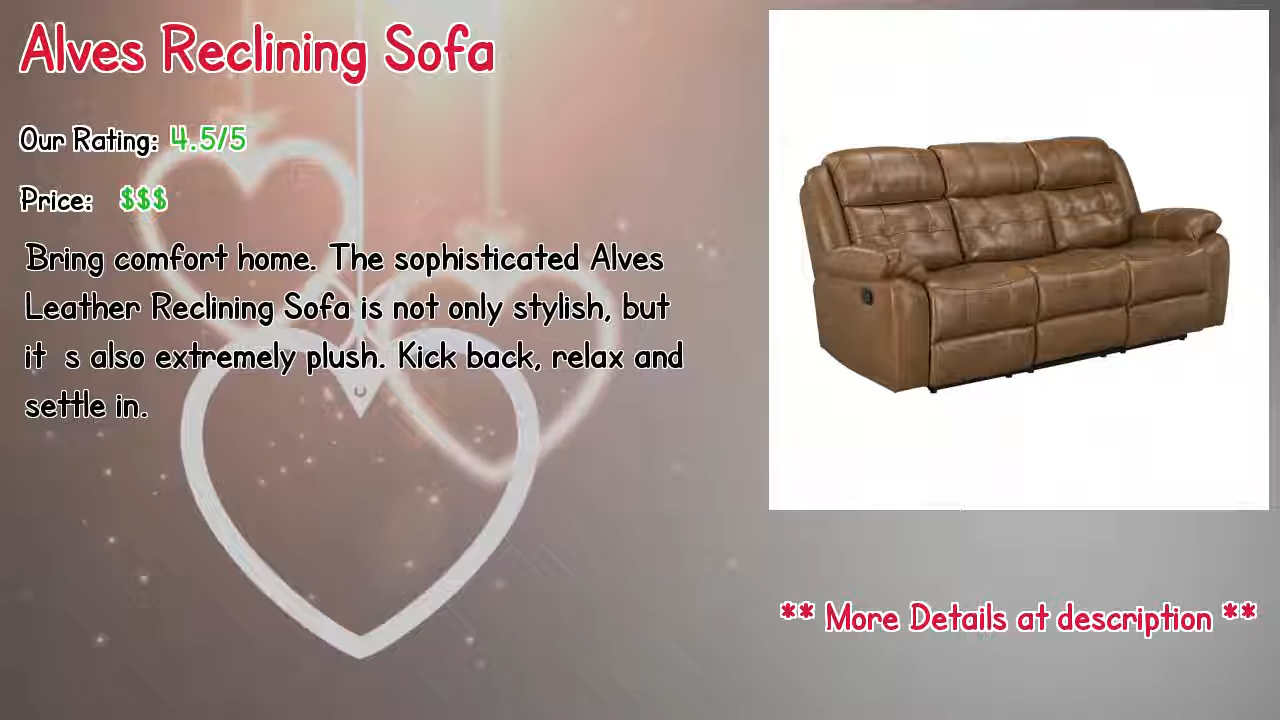 Alves Reclining Sofa
Our Rating: 4.5/5
Price: $$$
Bring comfort home. The sophisticated Alves
Leather Reclining Sofa is not only stylish, but
it s also extremely plush. Kick back, relax and
settle in.
** More Details at description **